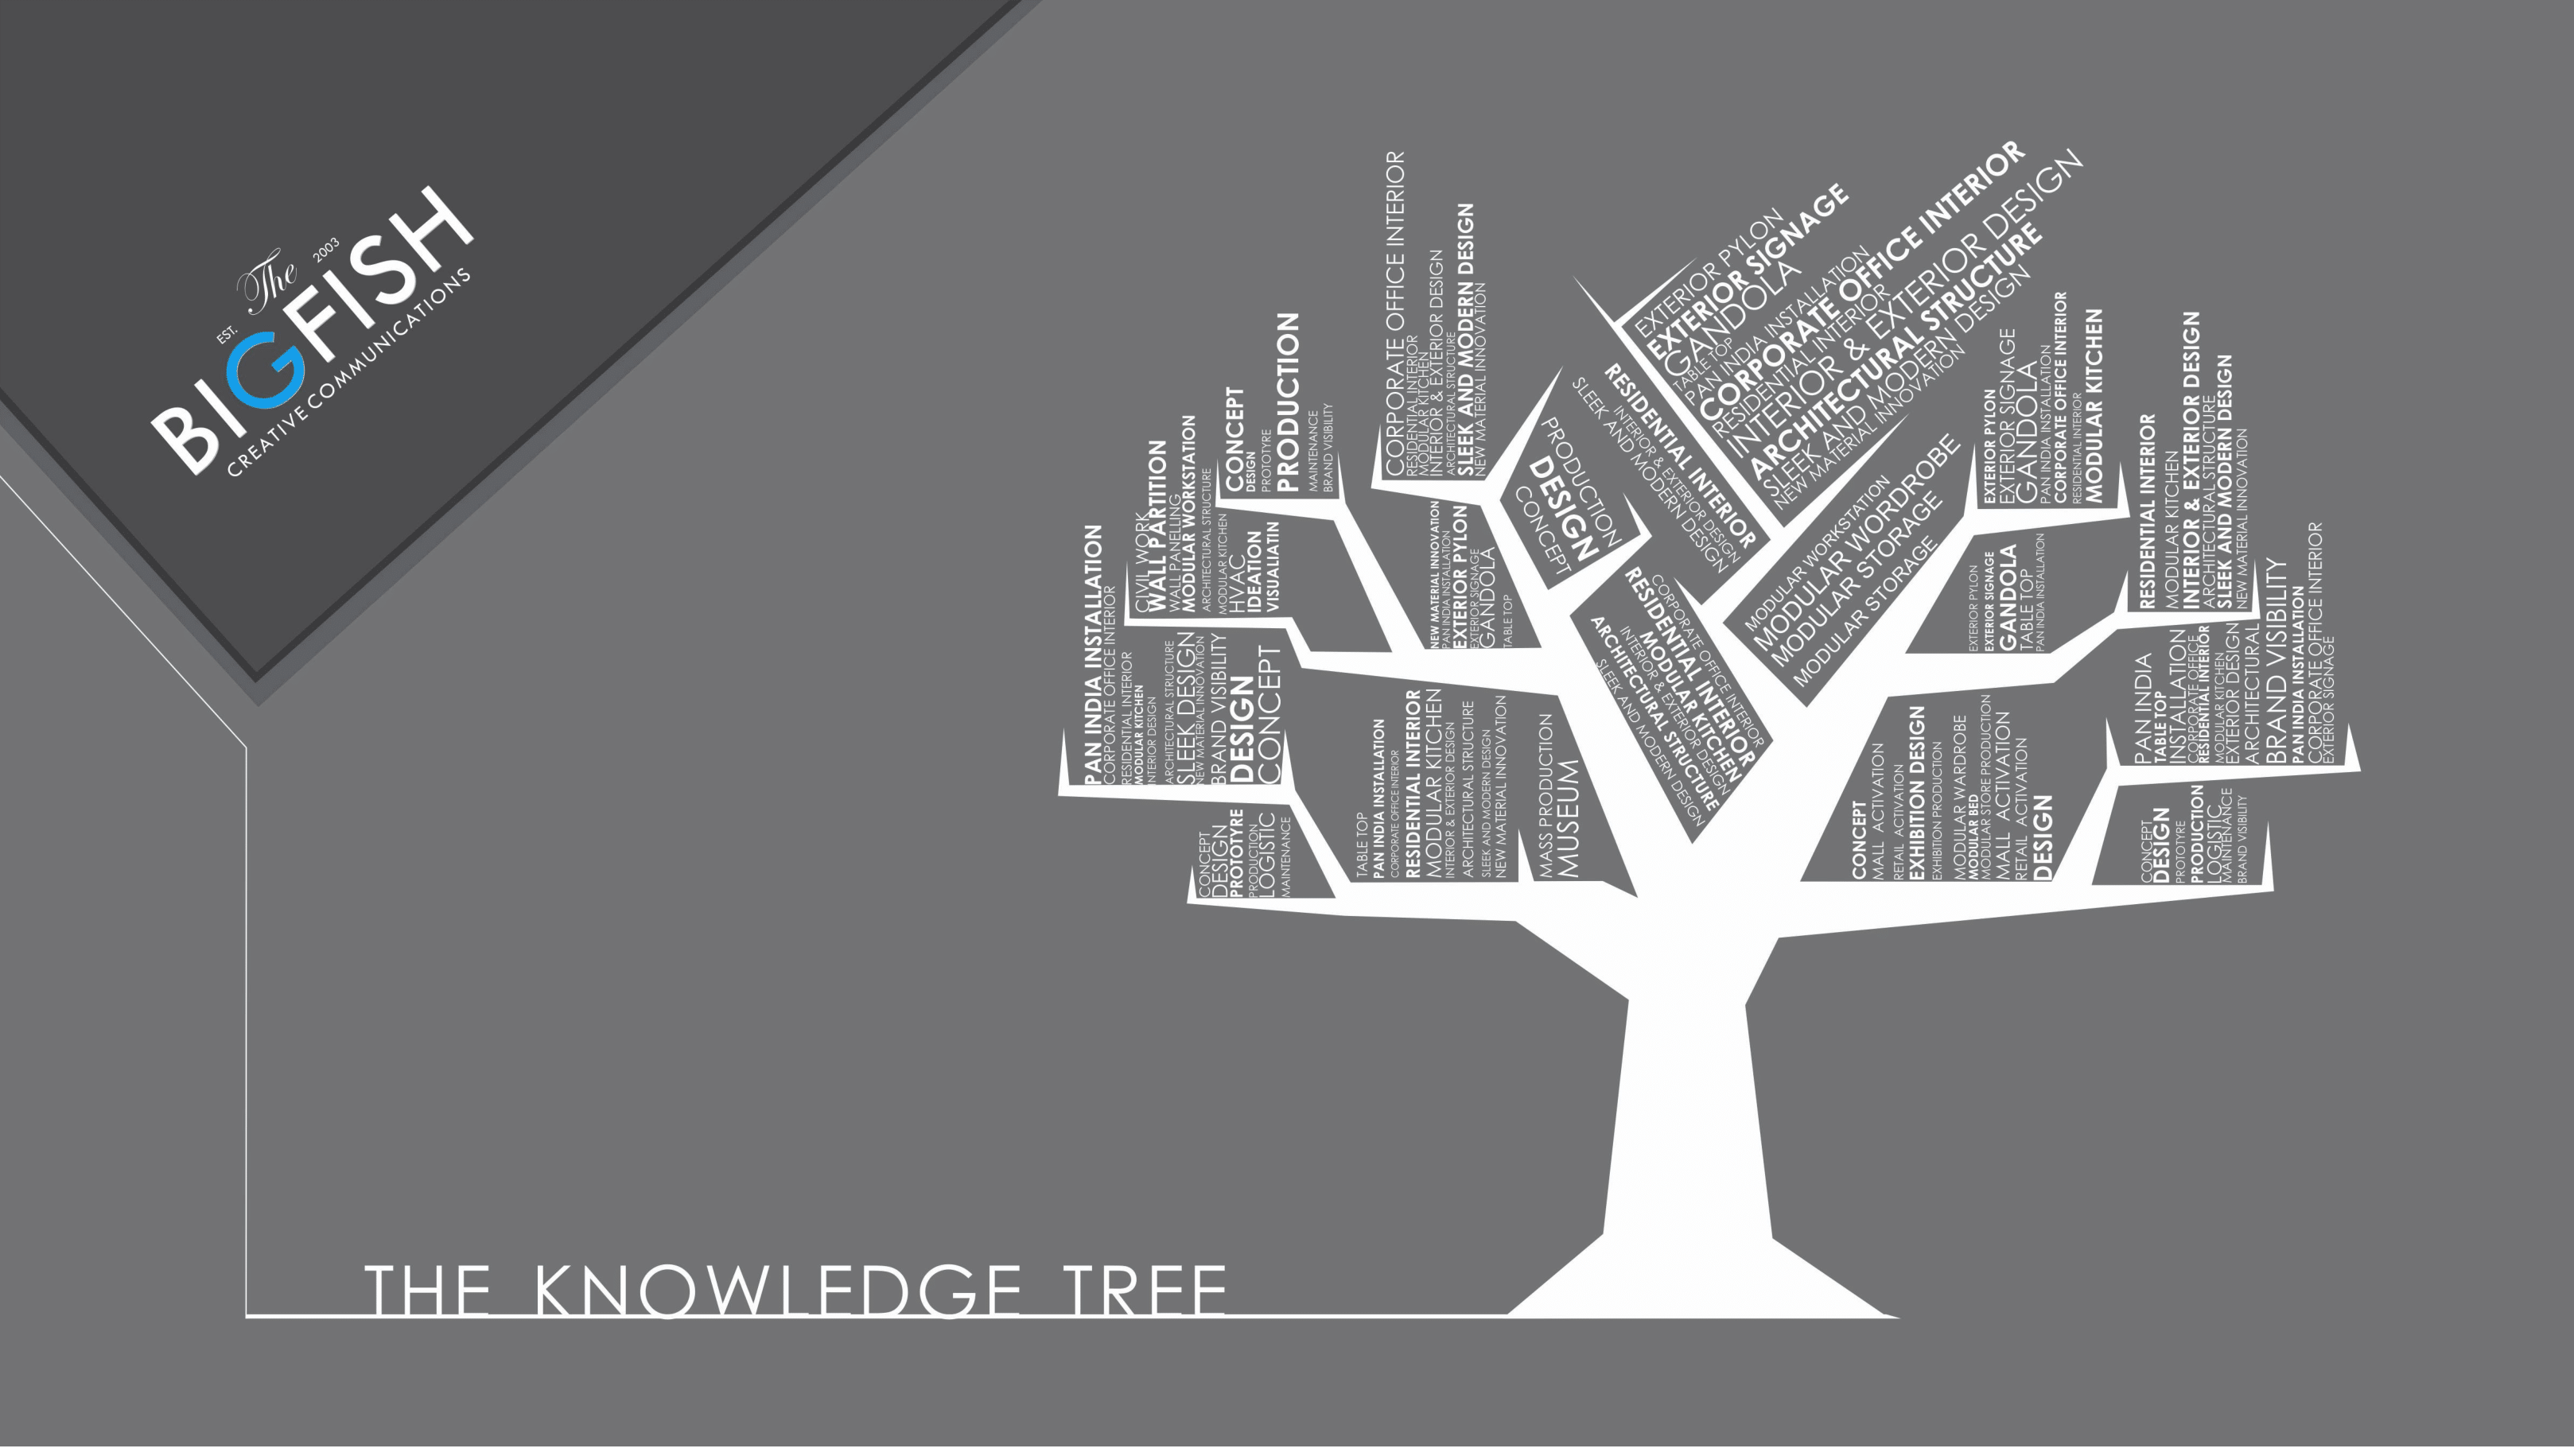 EST.
The
2003
BIGFISH
CREATIVE COMMUNICATIONS
PAN INDIA INSTALLATION
CORPORATE OFFICE INTERIOR
RESIDENTIAL INTERIOR
MODULAR KITCHEN
INTERIOR DESIGN
ARCHITECTURAL STRUCTURE
SLEEK DESIGN
NEW MATERIAL INNOVATION
BRAND VISIBILITY
DESIGN
CONCEPT
CIVIL WORK
WALL PARTITION
WALL PANELLING
MODULAR WORKSTATION
ARCHITECTURAL STRUCTURE
MODULAR KITCHEN
HVAC
IDEATION
VISUALIATIN
CONCEPT
DESIGN
PROTOTYRE
PRODUCTION
MAINTENANCE
BRAND VISIBILITY
CORPORATE OFFICE INTERIOR
RESIDENTIAL INTERIOR
MODULAR KITCHEN
INTERIOR & EXTERIOR DESIGN
ARCHITECTURAL STRUCTURE
SLEEK AND MODERN DESIGN
NEW MATERIAL INNOVATION
NEW MATERIAL INNOVATION
PAN INDIA INSTALLATION
EXTERIOR PYLON
EXTERIOR SIGNAGE
GANDOLA
TABLE TOP
PRODUCTION
DESIGN
CONCEPT
RESIDENTIAL INTERIOR
INTERIOR & EXTERIOR DESIGN
SLEEK AND MODERN DESIGN
EXTERIOR PYLON
EXTERIOR SIGNAGE
GANDOLA
TABLE TOP
PAN INDIA INSTALLATION
CORPORATE OFFICE INTERIOR
RESIDENTIAL INTERIOR
INTERIOR & EXTERIOR DESIGN
ARCHITECTURAL STRUCTURE
SLEEK AND MODERN DESIGN
NEW MATERIAL INNOVATION
CORPORATE OFFICE INTERIOR
RESIDENTIAL INTERIOR
MODULAR KITCHEN
INTERIOR & EXTERIOR DESIGN
ARCHITECTURAL STRUCTURE
SLEEK AND MODERN DESIGN
MODULAR WORKSTATION
MODULAR WORDROBE
MODULAR STORAGE
MODULAR STORAGE
EXTERIOR PYLON
EXTERIOR SIGNAGE
GANDOLA
PAN INDIA INSTALLATION
CORPORATE OFFICE INTERIOR
RESIDENTIAL INTERIOR
MODULAR KITCHEN
EXTERIOR PYLON
EXTERIOR SIGNAGE
GANDOLA
TABLE TOP
PAN INDIA INSTALLATION
RESIDENTIAL INTERIOR
MODULAR KITCHEN
INTERIOR & EXTERIOR DESIGN
ARCHITECTURAL STRUCTURE
SLEEK AND MODERN DESIGN
NEW MATERIAL INNOVATION
PAN INDIA
TABLE TOP
INSTALLATION
CORPORATE OFFICE
RESIDENTIAL INTERIOR
MODULAR KITCHEN
EXTERIOR DESIGN
ARCHITECTURAL
BRAND VISIBILITY
PAN INDIA INSTALLATION
CORPORATE OFFICE INTERIOR
EXTERIOR SIGNAGE
CONCEPT
DESIGN
PROTOTYRE
PRODUCTION
LOGISTIC
MAINTENANCE
TABLE TOP
PAN INDIA INSTALLATION
CORPORATE OFFICE INTERIOR
RESIDENTIAL INTERIOR
MODULAR KITCHEN
INTERIOR & EXTERIOR DESIGN
ARCHITECTURAL STRUCTURE
SLEEK AND MODERN DESIGN
NEW MATERIAL INNOVATION
MASS PRODUCTION
MUSEUM
CONCEPT
MALL ACTIVATION
RETAIL ACTIVATION
EXHIBITION DESIGN
EXHIBITION PRODUCTION
MODULAR WARDROBE
MODULAR BED
MODULAR STORE PRODUCTION
MALL ACTIVATION
RETAIL ACTIVATION
DESIGN
CONCEPT
DESIGN
PROTOTYRE
PRODUCTION
LOGISTIC
MAINTENANCE
BRAND VISIBILITY
THE KNOWLEDGE TREE